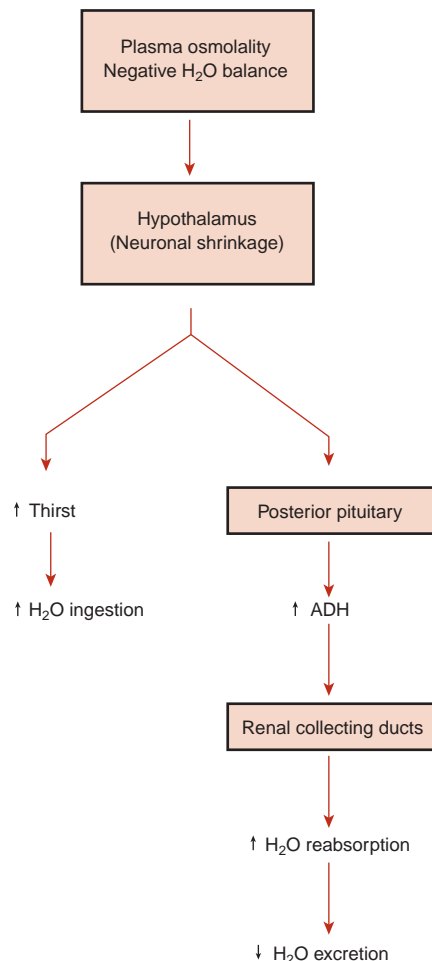 Plasma osmolality
Negative H₂O balance
Hypothalamus
(Neuronal shrinkage)
↑ Thirst
↑ H₂O ingestion
Posterior pituitary
↑ ADH
Renal collecting ducts
↑ H₂O reabsorption
↓ H₂O excretion